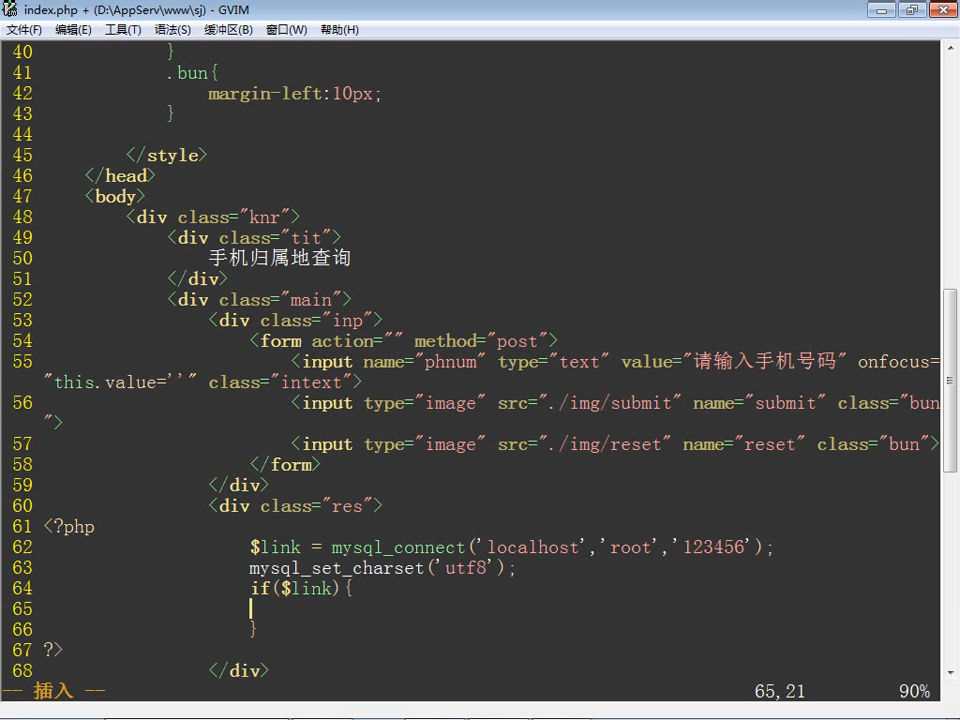 index.php + (D:\AppServ\www\sj) - GVIM
文件(F) 编辑(E) 工具(T) 语法(S) 缓冲区(B) 窗口(W) 帮助(H)
40 }
41 .bun{
42 margin-left:10px;
43 }
44
45 </style>
46 </head>
47 <body>
48 <div class="knr">
49 <div class="tit">
50 手机归属地查询
51 </div>
52 <div class="main">
53 <div class="inp">
54 <form action="" method="post">
55 <input name="phnum" type="text" value="请输入手机号码" onfocus=
"this.value=''" class="intext">
56 <input type="image" src="./img/submit" name="submit" class="bun
">
57 <input type="image" src="./img/reset" name="reset" class="bun">
58 </form>
59 </div>
60 <div class="res">
61 <?php
62 $link = mysql_connect('localhost','root','123456');
63 mysql_set_charset('utf8');
64 if($link){
65
66 }
67 ?>
68 </div>
-- 插入 -- 65,21 90%